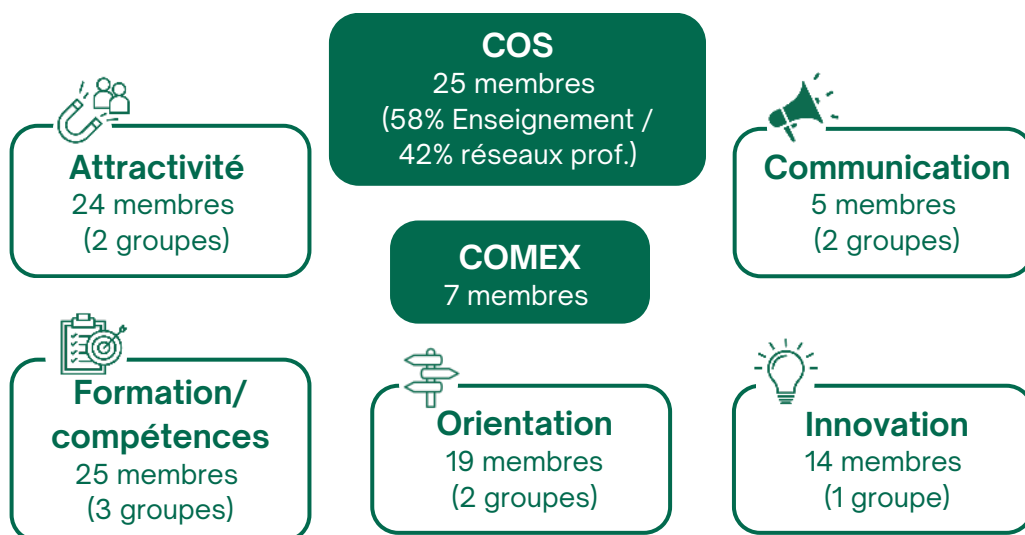 COS
25 membres
(58% Enseignement /
42% réseaux prof.)
Attractivité
24 membres
(2 groupes)
Communication
5 membres
(2 groupes)
COMEX
7 membres
Formation/
compétences
25 membres
(3 groupes)
Orientation
19 membres
(2 groupes)
Innovation
14 membres
(1 groupe)